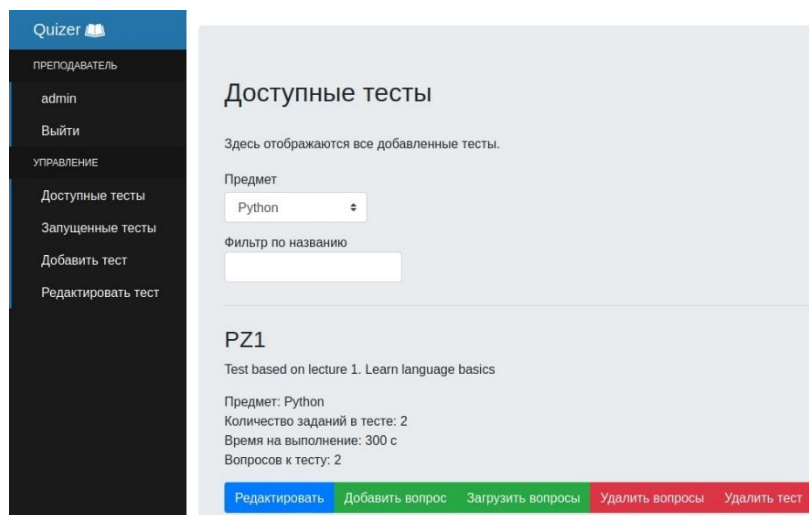 Quizer
ПРЕПОДАВАТЕЛЬ
admin
Выйти
УПРАВЛЕНИЕ
Доступные тесты
Запущенные тесты
Добавить тест
Редактировать тест
Доступные тесты
Здесь отображаются все добавленные тесты.
Предмет
Python
Фильтр по названию
PZ1
Test based on lecture 1. Learn language basics
Предмет: Python
Количество заданий в тесте: 2
Время на выполнение: 300 с
Вопросов к тесту: 2
Редактировать Добавить вопрос Загрузить вопросы Удалить вопросы Удалить тест